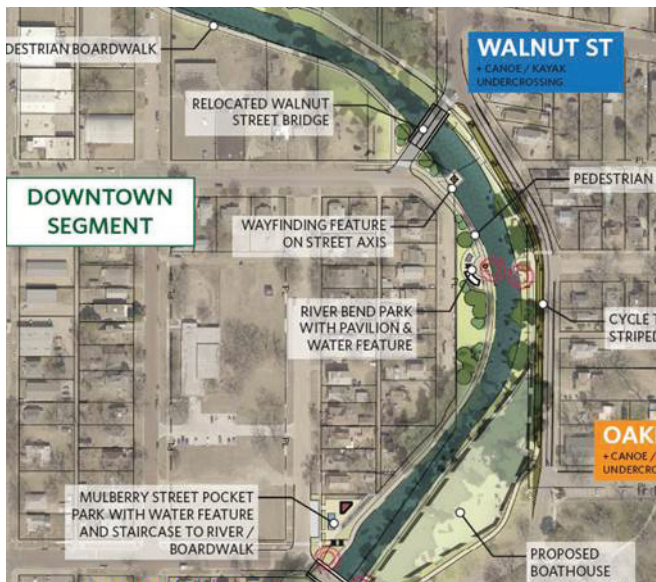 DESTRIAN BOARDWALK
WALNUT ST
+ CANOE / KAYAK
UNDERCROSSING
RELOCATED WALNUT
STREET BRIDGE
PEDESTRIAN
DOWNTOWN
SEGMENT
WAYFINDING FEATURE
ON STREET AXIS
RIVER BEND PARK
WITH PAVILION &
WATER FEATURE
CYCLE T
STRIPED
OAK
+ CANOE /
UNDERCRO
MULBERRY STREET POCKET
PARK WITH WATER FEATURE
AND STAIRCASE TO RIVER /
BOARDWALK
PROPOSED
BOATHOUSE